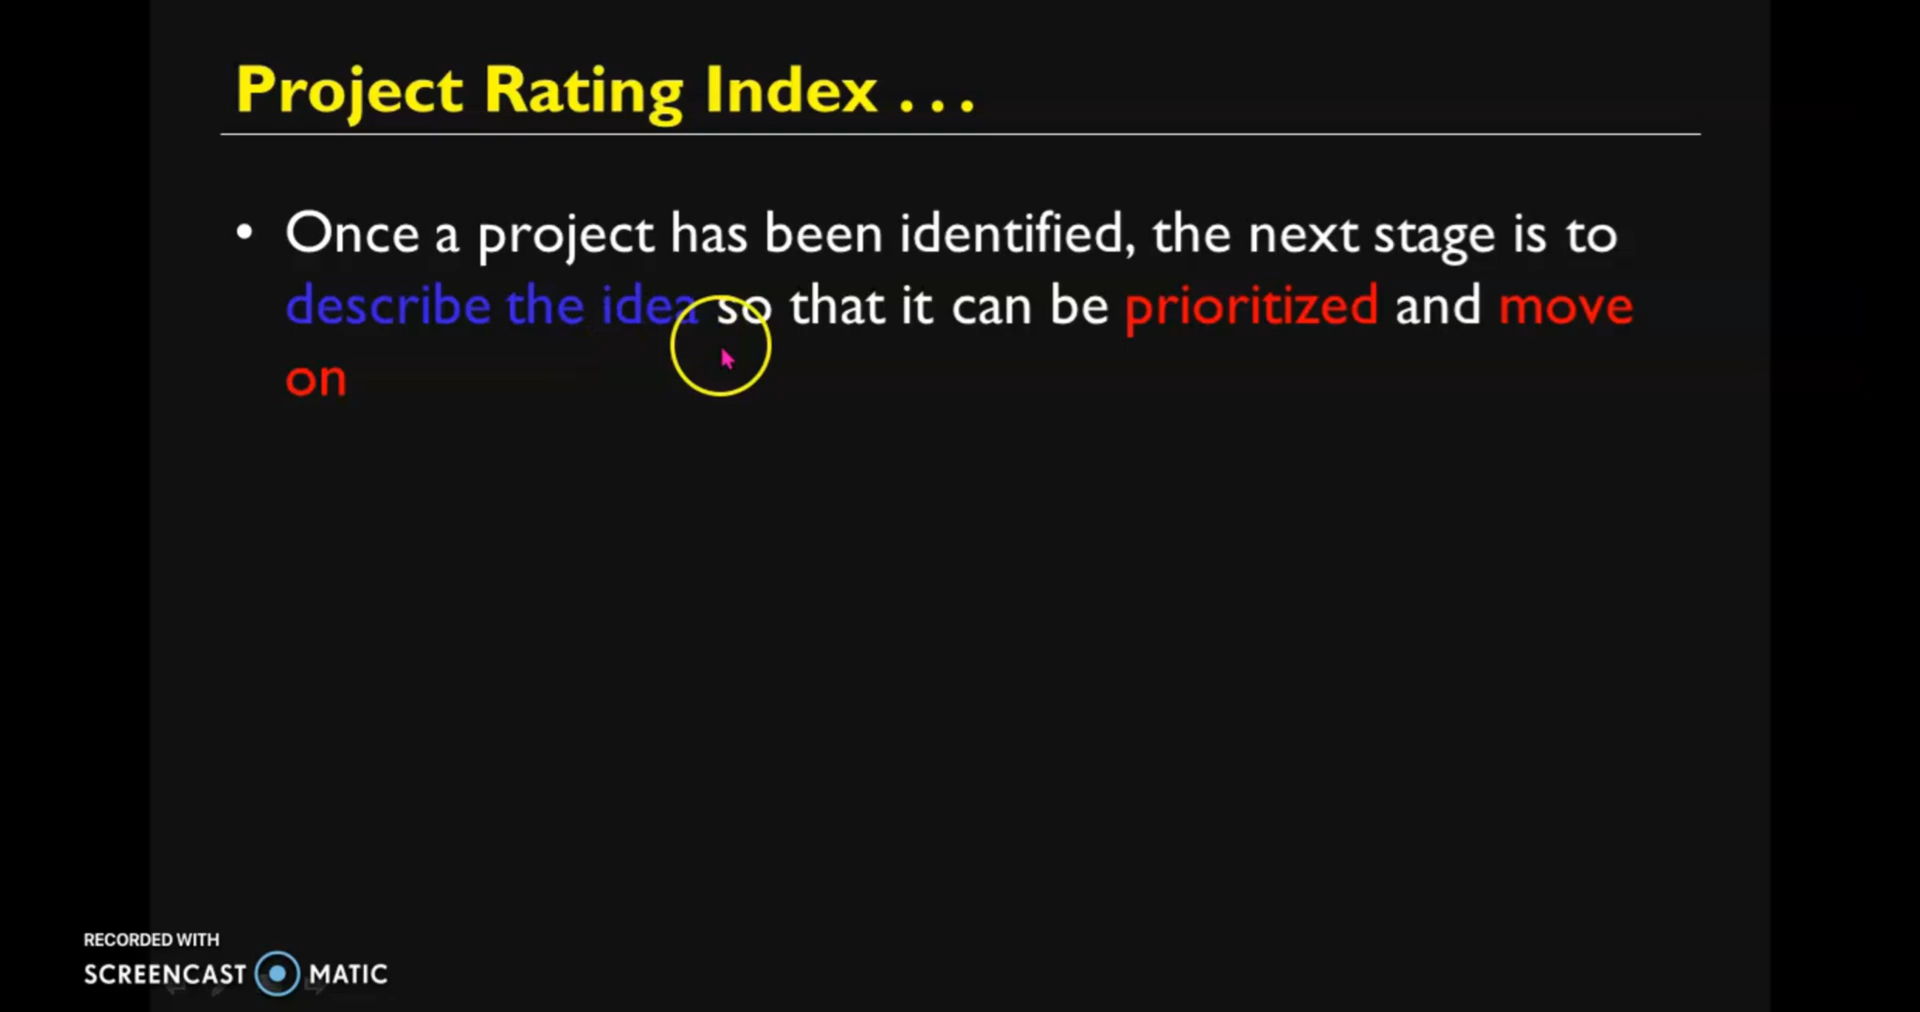 Project Rating Index . . .
• Once a project has been identified, the next stage is to
describe the idea so that it can be prioritized and move
on
RECORDED WITH
SCREENCAST MATIC